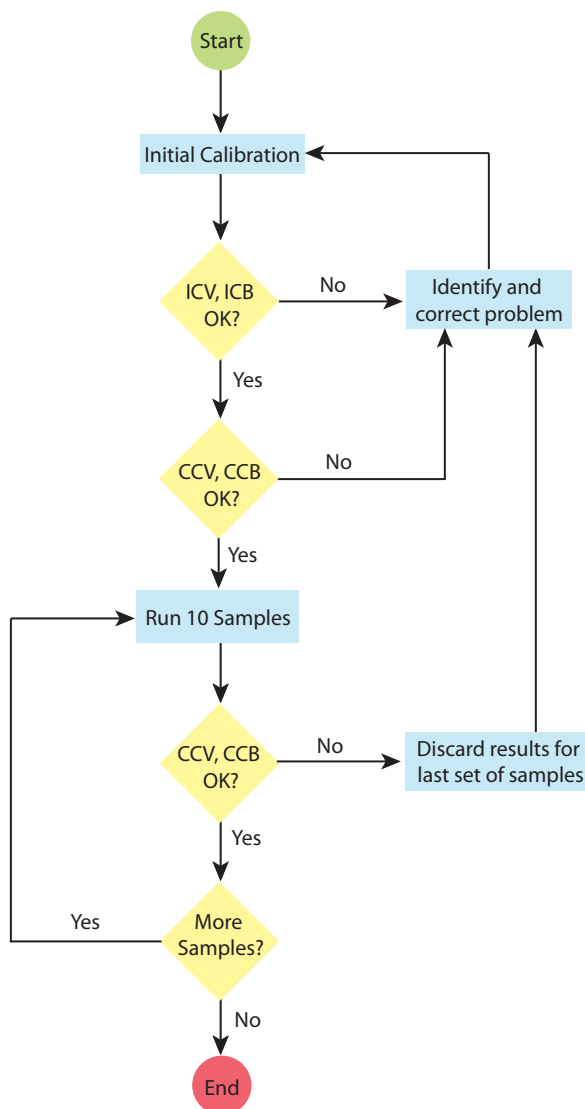 Start
Initial Calibration
ICV, ICB
OK?
No
Identify and
correct problem
Yes
CCV, CCB
OK?
No
Yes
Run 10 Samples
CCV, CCB
OK?
No
Discard results for
last set of samples
Yes
More
Samples?
Yes
No
End